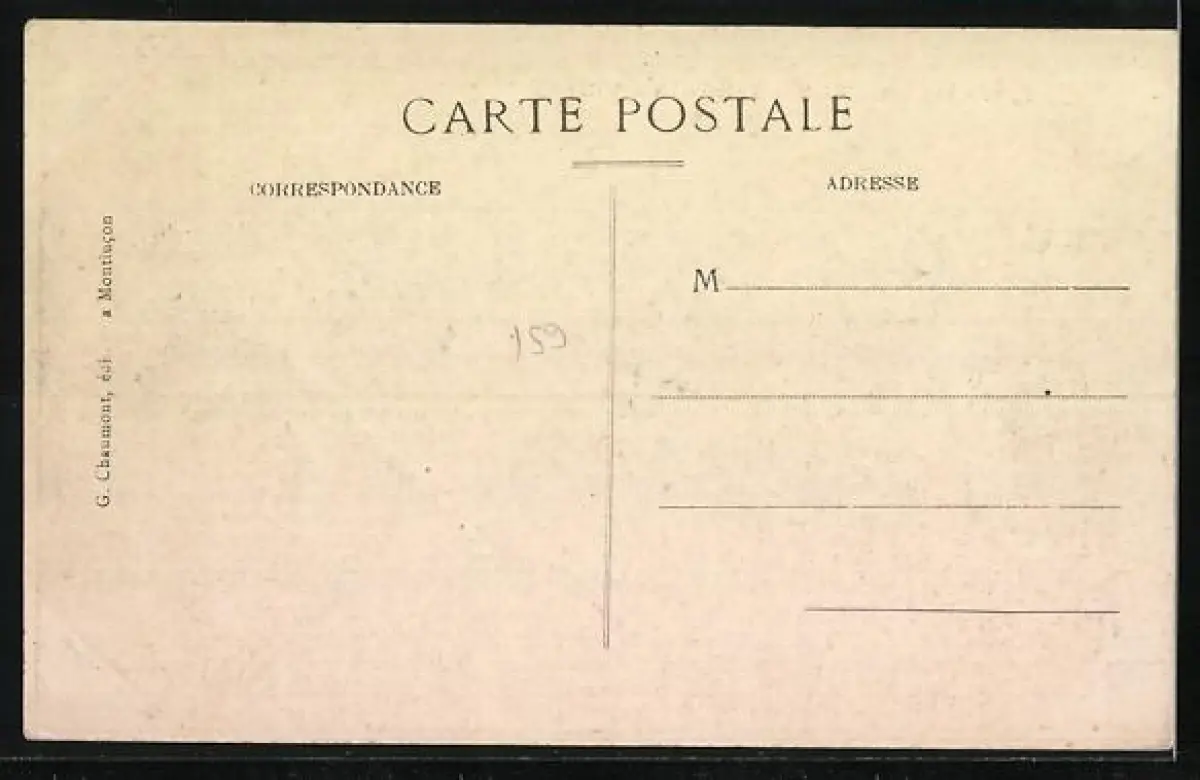 CARTE POSTALE
CORRESPONDANCE
ADRESSE
M
159
G. Chaumont, édi a Montluçon